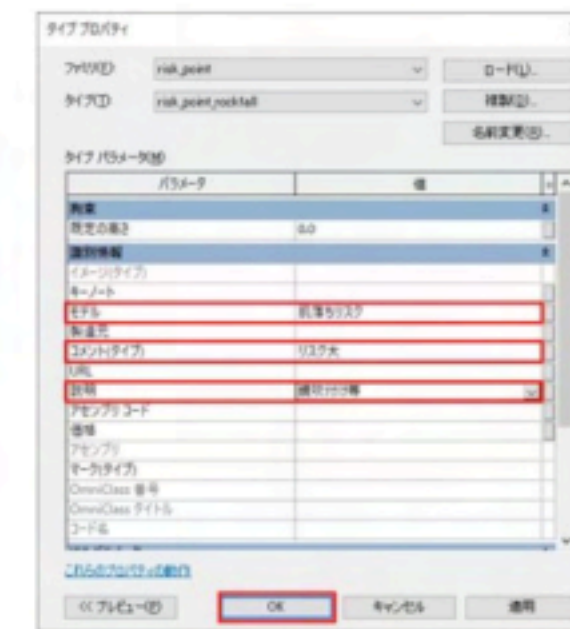 タイプ プロパティ
ファミリ(F): risk_point ロード(L)...
タイプ(T): risk_point_rockfall 複製(D)...
名前変更(R)...
タイプ パラメータ(M)
パラメータ 値
拘束
既定の高さ 0.0
識別情報
イメージ(タイプ)
キーノート
モデル 肌落ちリスク
製造元
コメント(タイプ) リスク大
URL
説明 鏡吹付け等
アセンブリ コード
価格
アセンブリ
マーク(タイプ)
OmniClass 番号
OmniClass タイトル
コード名
これらのプロパティの動作
<< プレビュー(P) OK キャンセル 適用